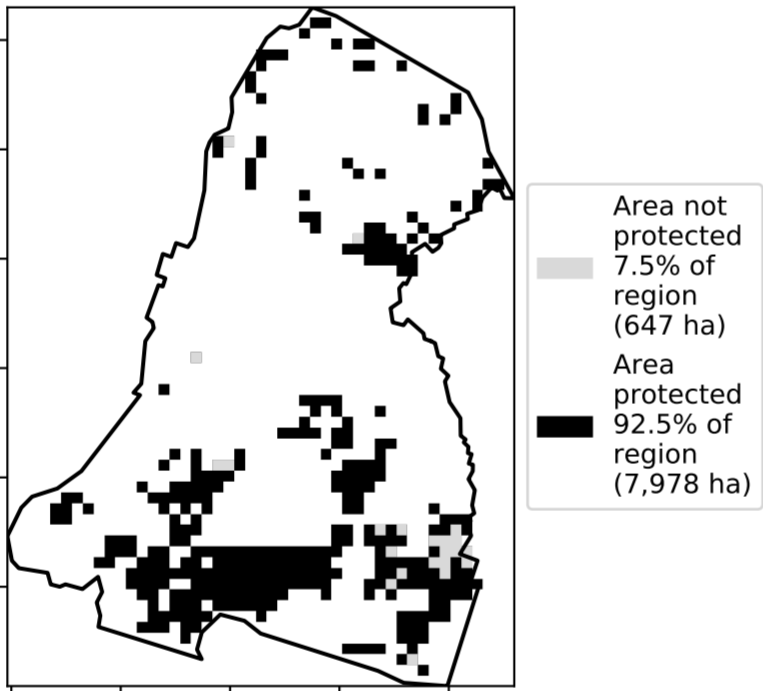 Area not
protected
7.5% of
region
(647 ha)
Area
protected
92.5% of
region
(7,978 ha)